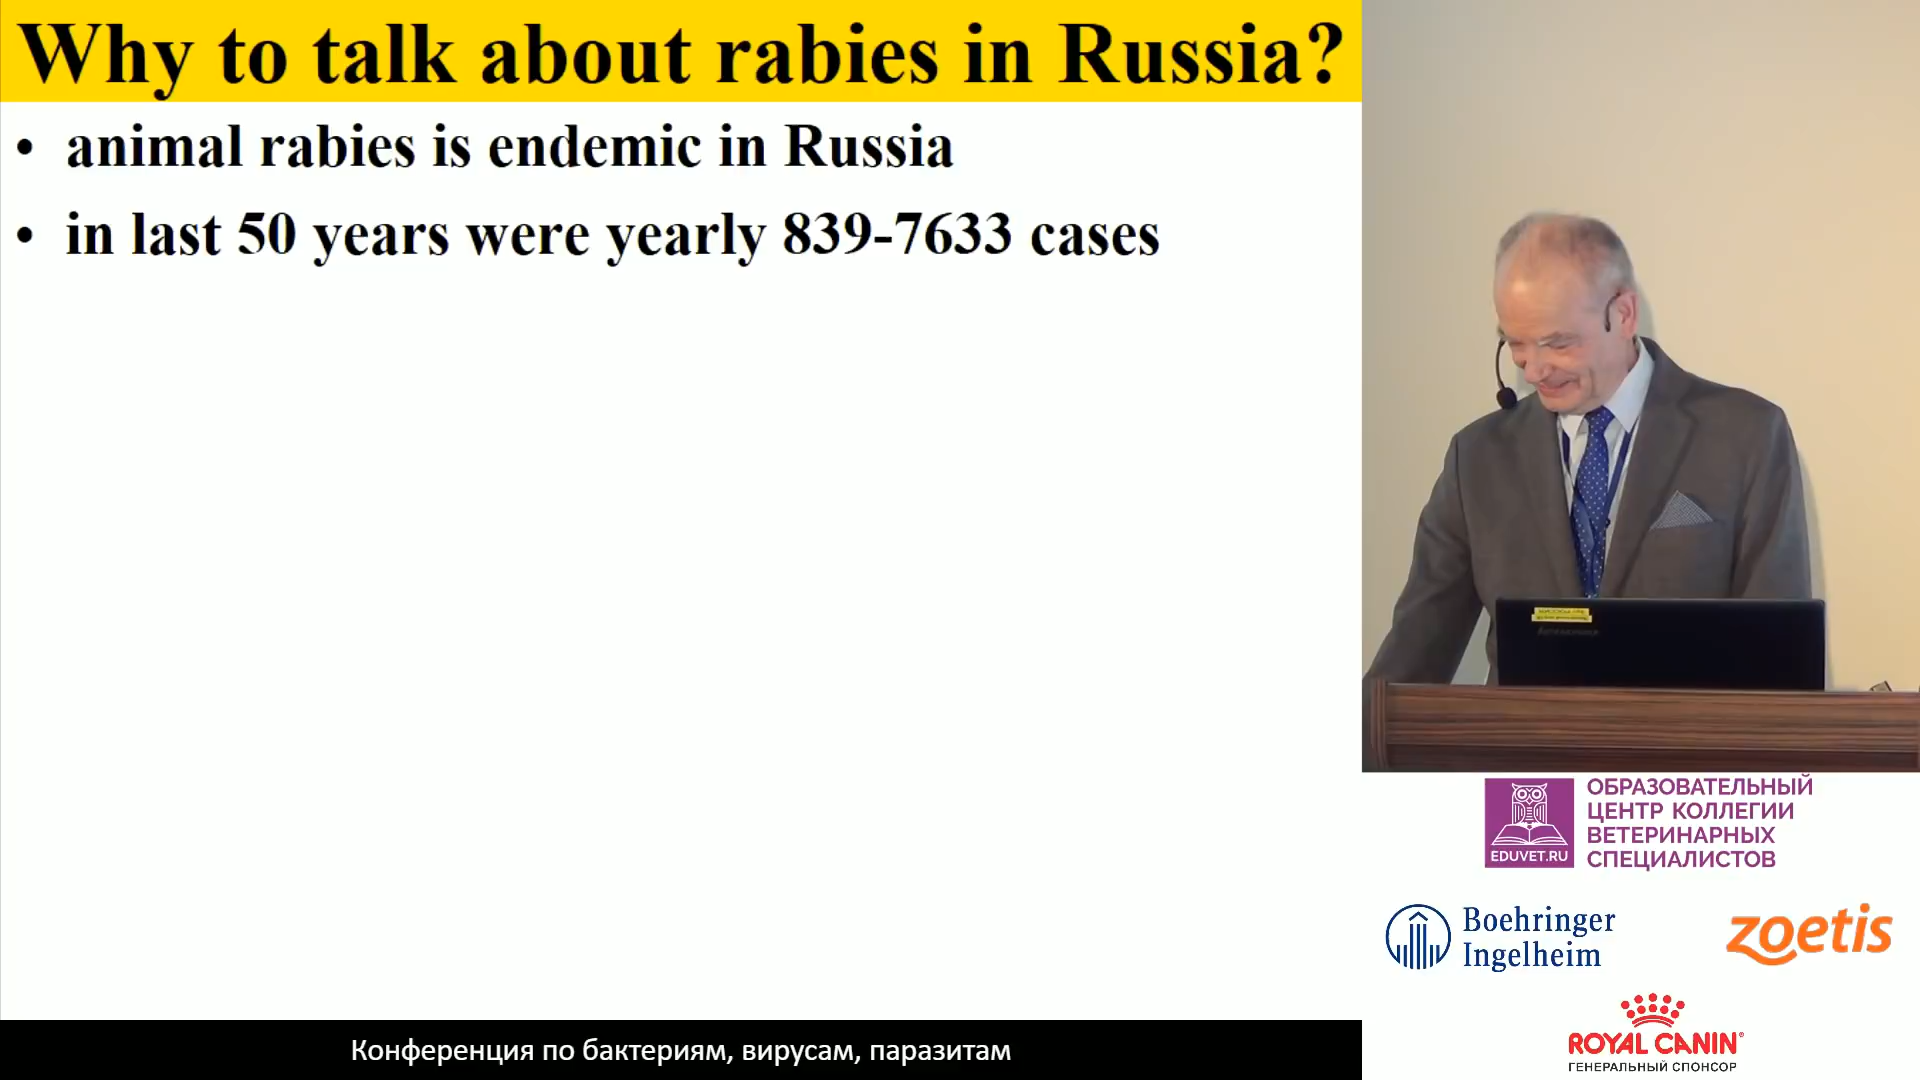 Why to talk about rabies in Russia?
• animal rabies is endemic in Russia
• in last 50 years were yearly 839-7633 cases
ОБРАЗОВАТЕЛЬНЫЙ
ЦЕНТР КОЛЛЕГИИ
ВЕТЕРИНАРНЫХ
СПЕЦИАЛИСТОВ
EDUVET.RU
Boehringer
Ingelheim
zoetis
ROYAL CANIN
ГЕНЕРАЛЬНЫЙ СПОНСОР
Конференция по бактериям, вирусам, паразитам